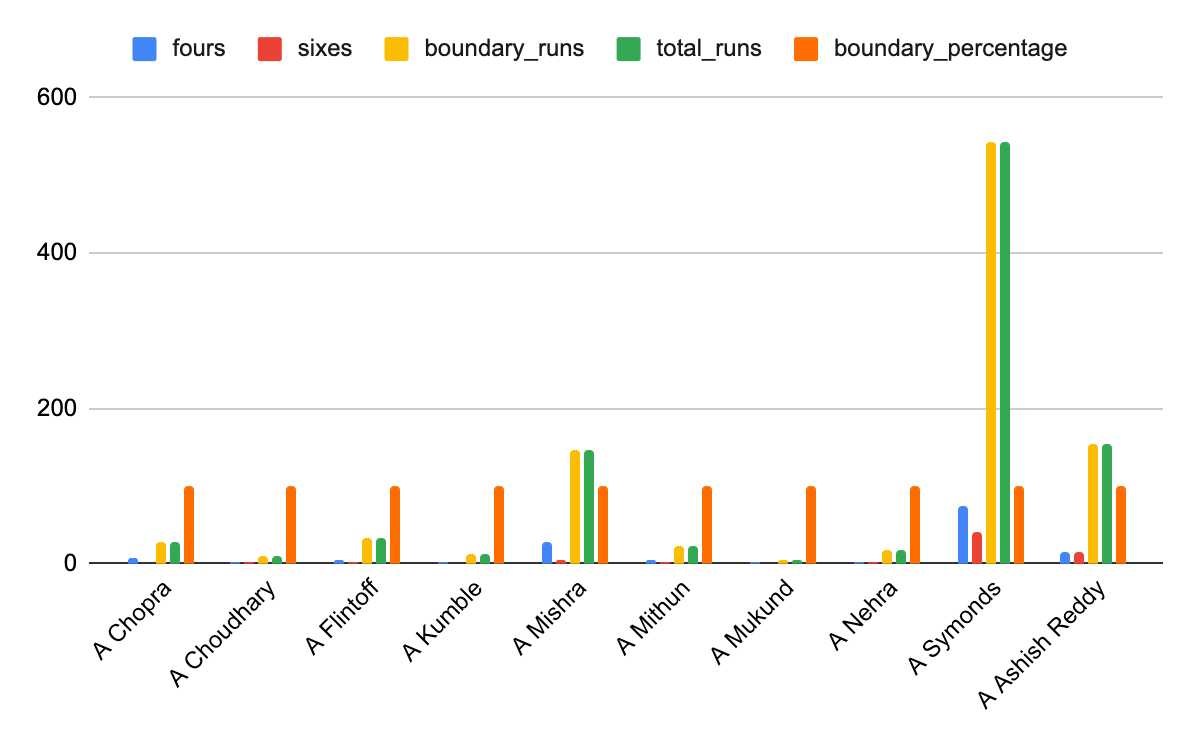 fours sixes boundary_runs total_runs boundary_percentage
600
400
200
0
A Chopra
A Choudhary
A Flintoff
A Kumble
A Mishra
A Mithun
A Mukund
A Nehra
A Symonds
A Ashish Reddy